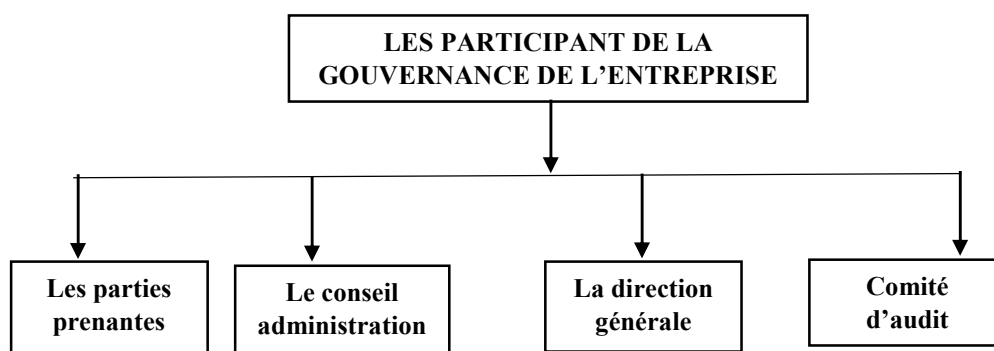 LES PARTICIPANT DE LA
GOUVERNANCE DE L’ENTREPRISE
Les parties
prenantes
Le conseil
administration
La direction
générale
Comité
d’audit